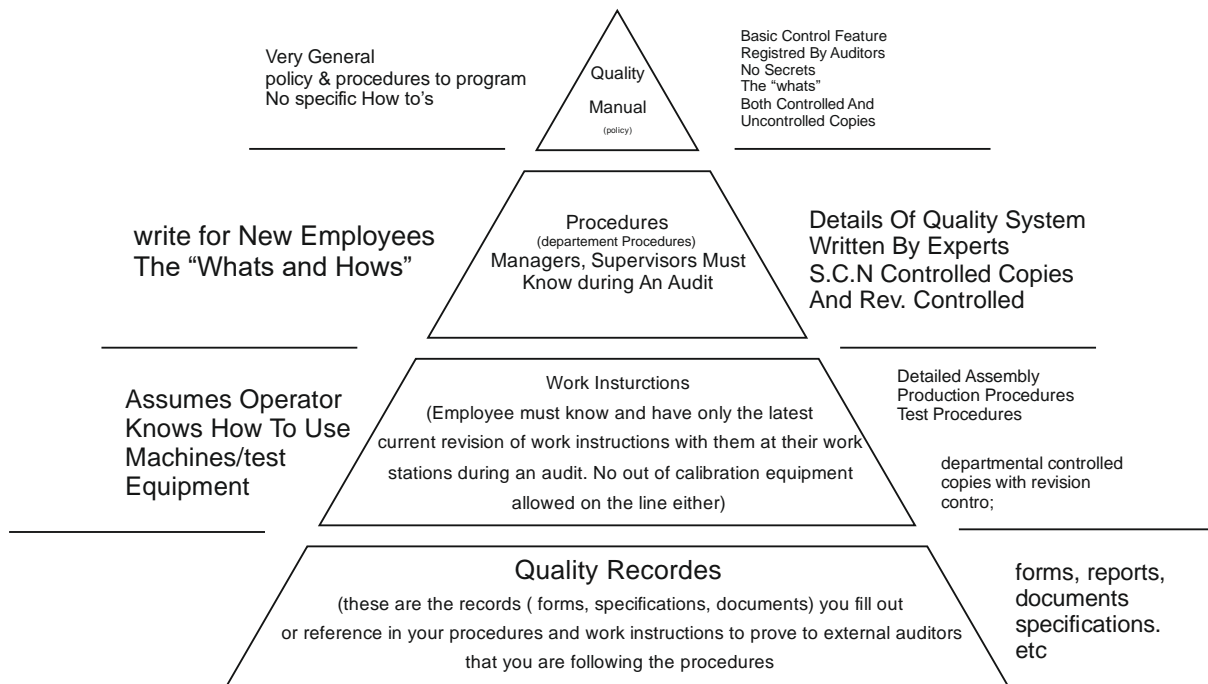 Very General
policy & procedures to program
No specific How to's
Quality
Manual
(policy)
Basic Control Feature
Registred By Auditors
No Secrets
The “whats”
Both Controlled And
Uncontrolled Copies
write for New Employees
The “Whats and Hows”
Procedures
(departement Procedures)
Managers, Supervisors Must
Know during An Audit
Details Of Quality System
Written By Experts
S.C.N Controlled Copies
And Rev. Controlled
Assumes Operator
Knows How To Use
Machines/test
Equipment
Work Insturctions
(Employee must know and have only the latest
current revision of work instructions with them at their work
stations during an audit. No out of calibration equipment
allowed on the line either)
Detailed Assembly
Production Procedures
Test Procedures
departmental controlled
copies with revision
contro;
Quality Recordes
(these are the records ( forms, specifications, documents) you fill out
or reference in your procedures and work instructions to prove to external auditors
that you are following the procedures
forms, reports,
documents
specifications.
etc